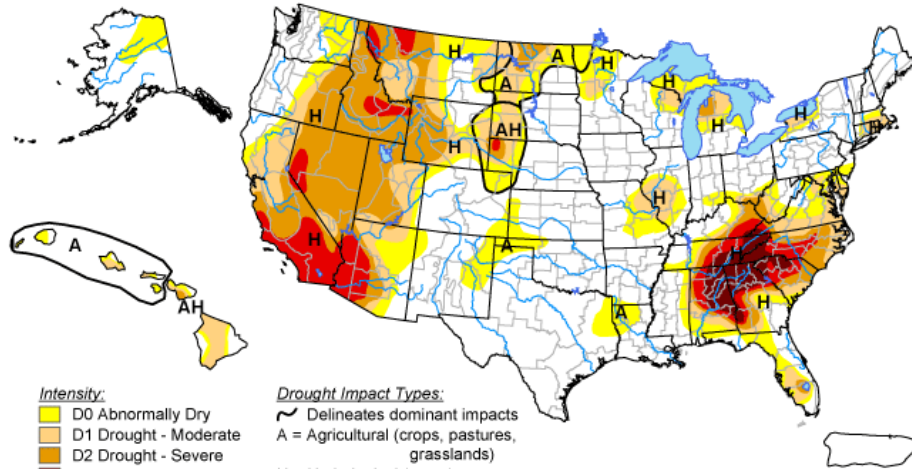 H
A
H
H
A
H
H
H
AH
H
H
H
H
H
A
A
AH
H
H
A
Intensity:
D0 Abnormally Dry
D1 Drought - Moderate
D2 Drought - Severe
Drought Impact Types:
Delineates dominant impacts
A = Agricultural (crops, pastures,
grasslands)